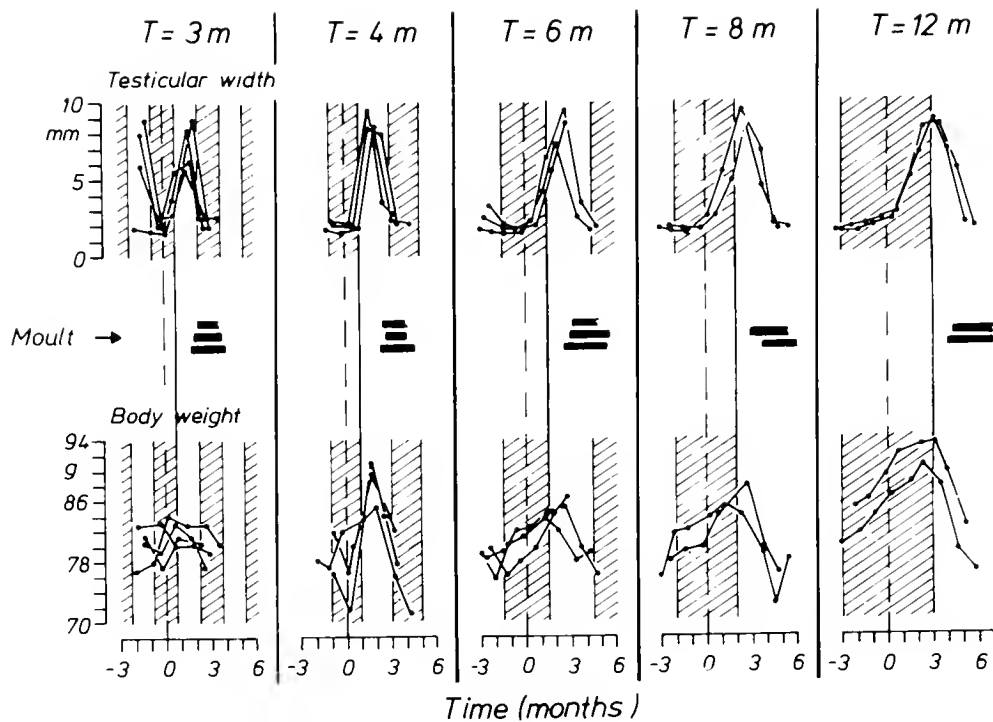 T = 3 m T = 4 m T = 6 m T = 8 m T = 12 m
Testicular width
10
mm
5
0
Moult →
Body weight
94
g
86
78
70
-3 0 3 6 -3 0 3 6 -3 0 3 6 -3 0 3 6 -3 0 3 6
Time (months)